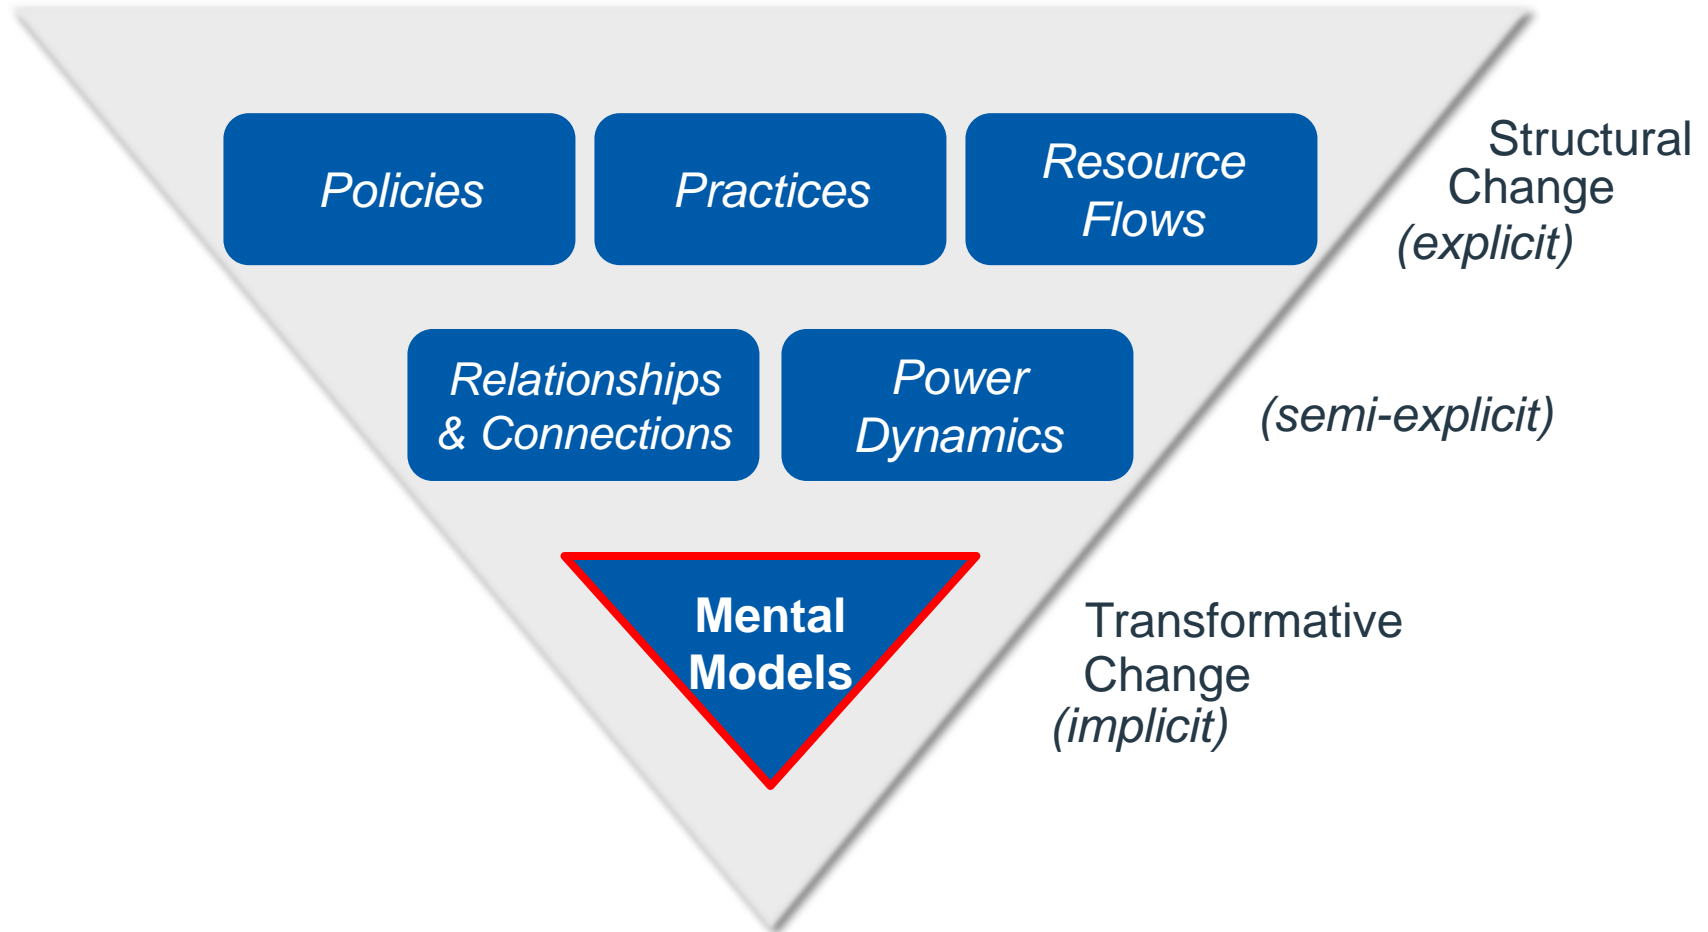 Policies
Practices
Resource
Flows
Structural
Change
(explicit)
Relationships
& Connections
Power
Dynamics
(semi-explicit)
Mental
Models
Transformative
Change
(implicit)